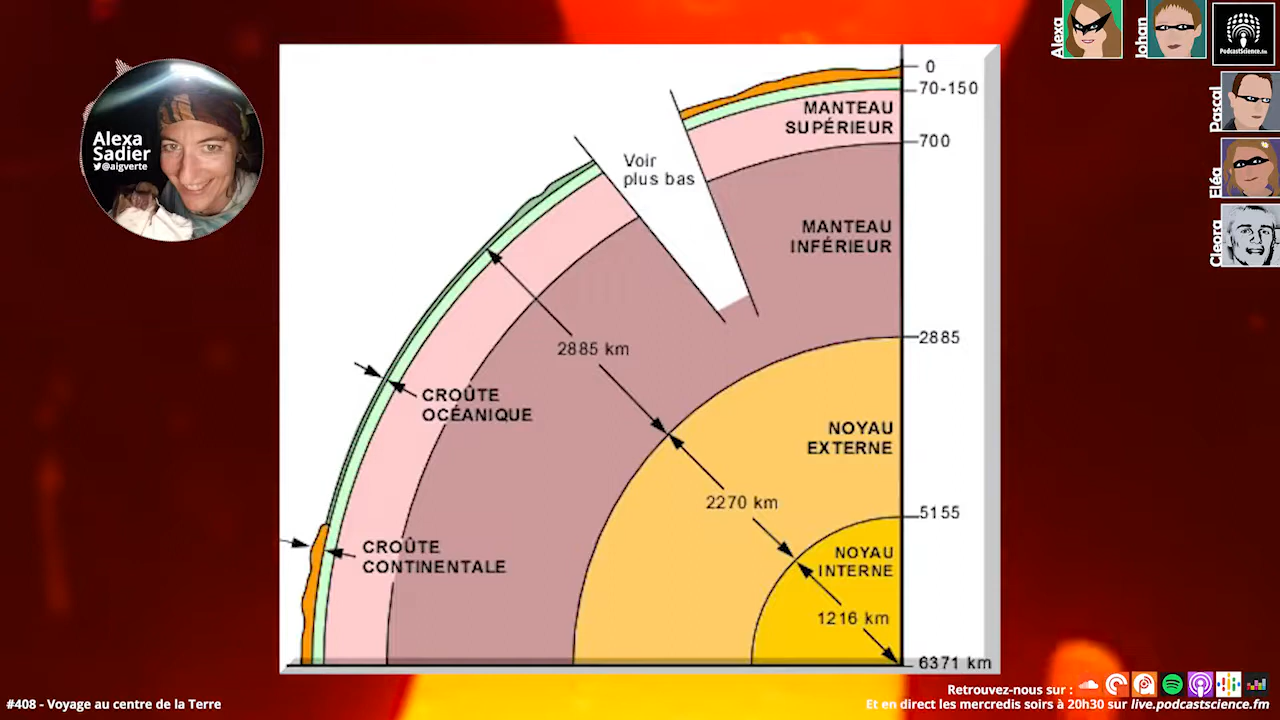 Alexa
Sadier
@aigverte
Alexa
Johan
PodcastScience.fm
Pascal
Eléa
Cleora
0
70-150
MANTEAU
SUPÉRIEUR
700
Voir
plus bas
MANTEAU
INFÉRIEUR
2885
2885 km
CROÛTE
OCÉANIQUE
NOYAU
EXTERNE
2270 km
5155
CROÛTE
CONTINENTALE
NOYAU
INTERNE
1216 km
6371 km
Retrouvez-nous sur :
#408 - Voyage au centre de la Terre
Et en direct les mercredis soirs à 20h30 sur live.podcastscience.fm